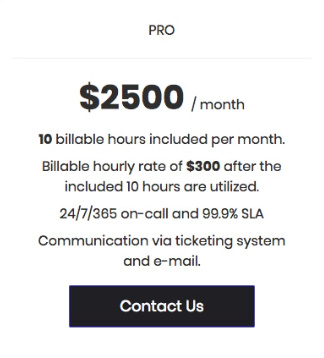 PRO
$2500 / month
10 billable hours included per month.
Billable hourly rate of $300 after the
included 10 hours are utilized.
24/7/365 on-call and 99.9% SLA
Communication via ticketing system
and e-mail.
Contact Us